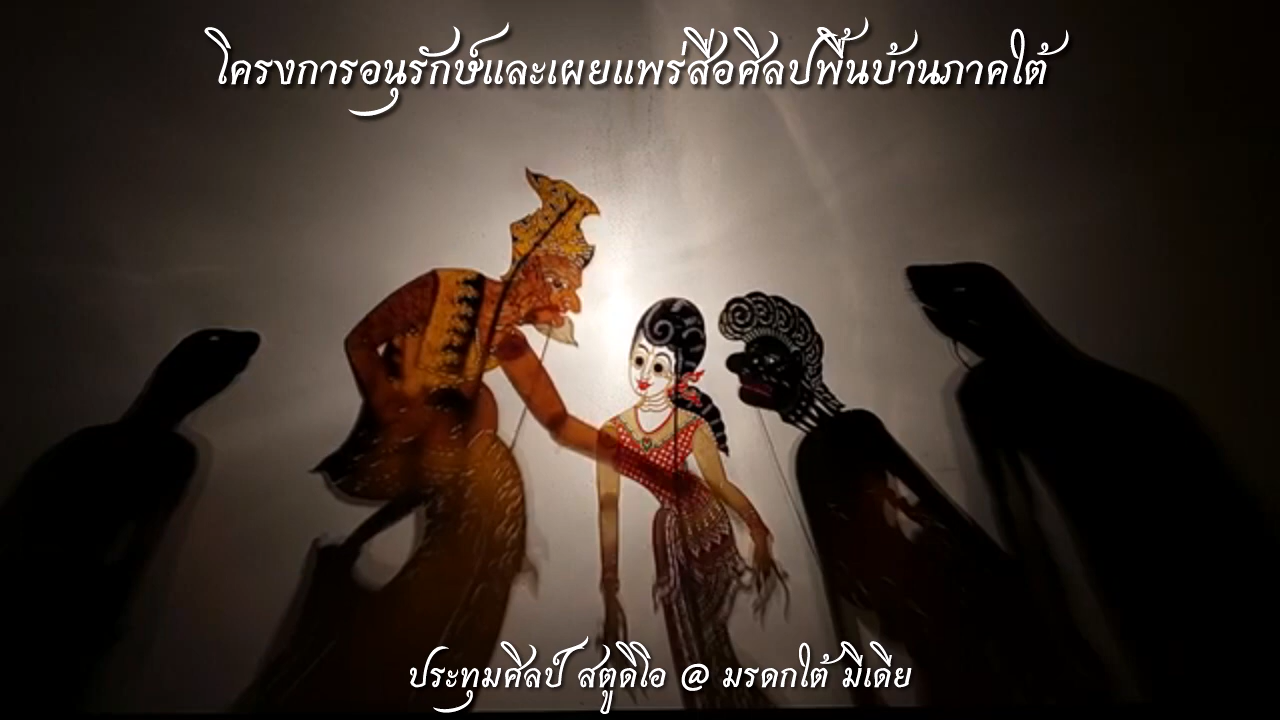 โครงการอนุรักษ์และเผยแพร่สื่อศิลปพื้นบ้านภาคใต้
ประทุมศิลป์ สตูดิโอ @ มรดกใต้ มีเดีย